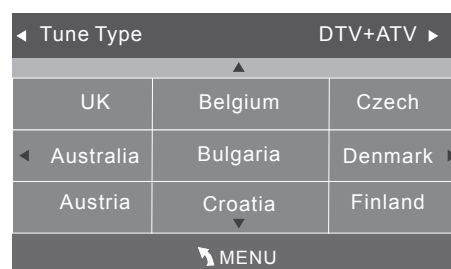 Tune Type DTV+ATV
UK Belgium Czech
Australia Bulgaria Denmark
Austria Croatia Finland
MENU